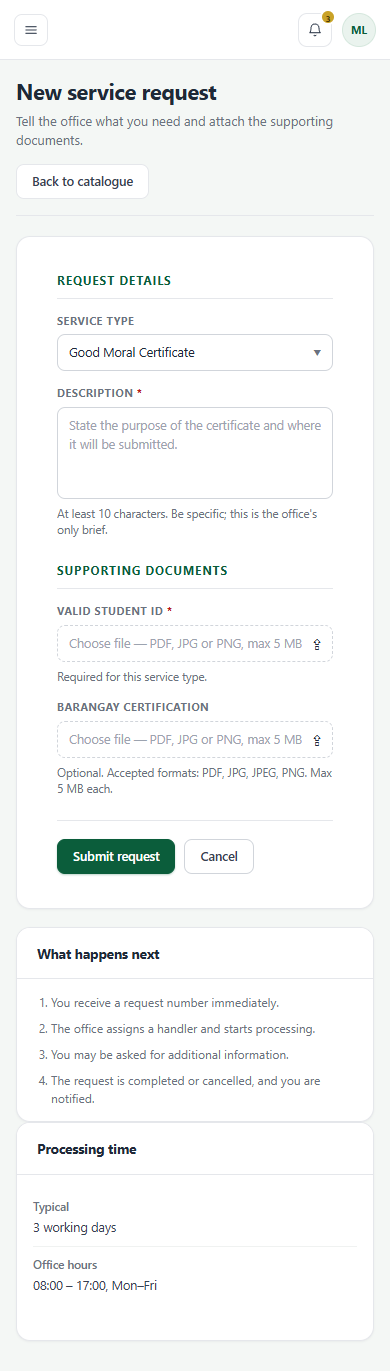 3
ML
New service request
Tell the office what you need and attach the supporting
documents.
Back to catalogue
REQUEST DETAILS
SERVICE TYPE
Good Moral Certificate
DESCRIPTION *
State the purpose of the certificate and where
it will be submitted.
At least 10 characters. Be specific; this is the office's
only brief.
SUPPORTING DOCUMENTS
VALID STUDENT ID *
Choose file — PDF, JPG or PNG, max 5 MB
Required for this service type.
BARANGAY CERTIFICATION
Choose file — PDF, JPG or PNG, max 5 MB
Optional. Accepted formats: PDF, JPG, JPEG, PNG. Max
5 MB each.
Submit request
Cancel
What happens next
1. You receive a request number immediately.
2. The office assigns a handler and starts processing.
3. You may be asked for additional information.
4. The request is completed or cancelled, and you are
notified.
Processing time
Typical
3 working days
Office hours
08:00 – 17:00, Mon–Fri